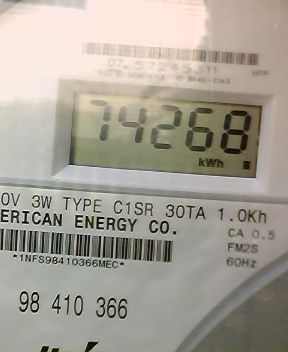 74268
kWh
0V 3W TYPE C1SR 30TA 1.0Kh
ERICAN ENERGY CO.
CA 0.5
FM2S
60Hz
*1NFS98410366MEC*
98 410 366